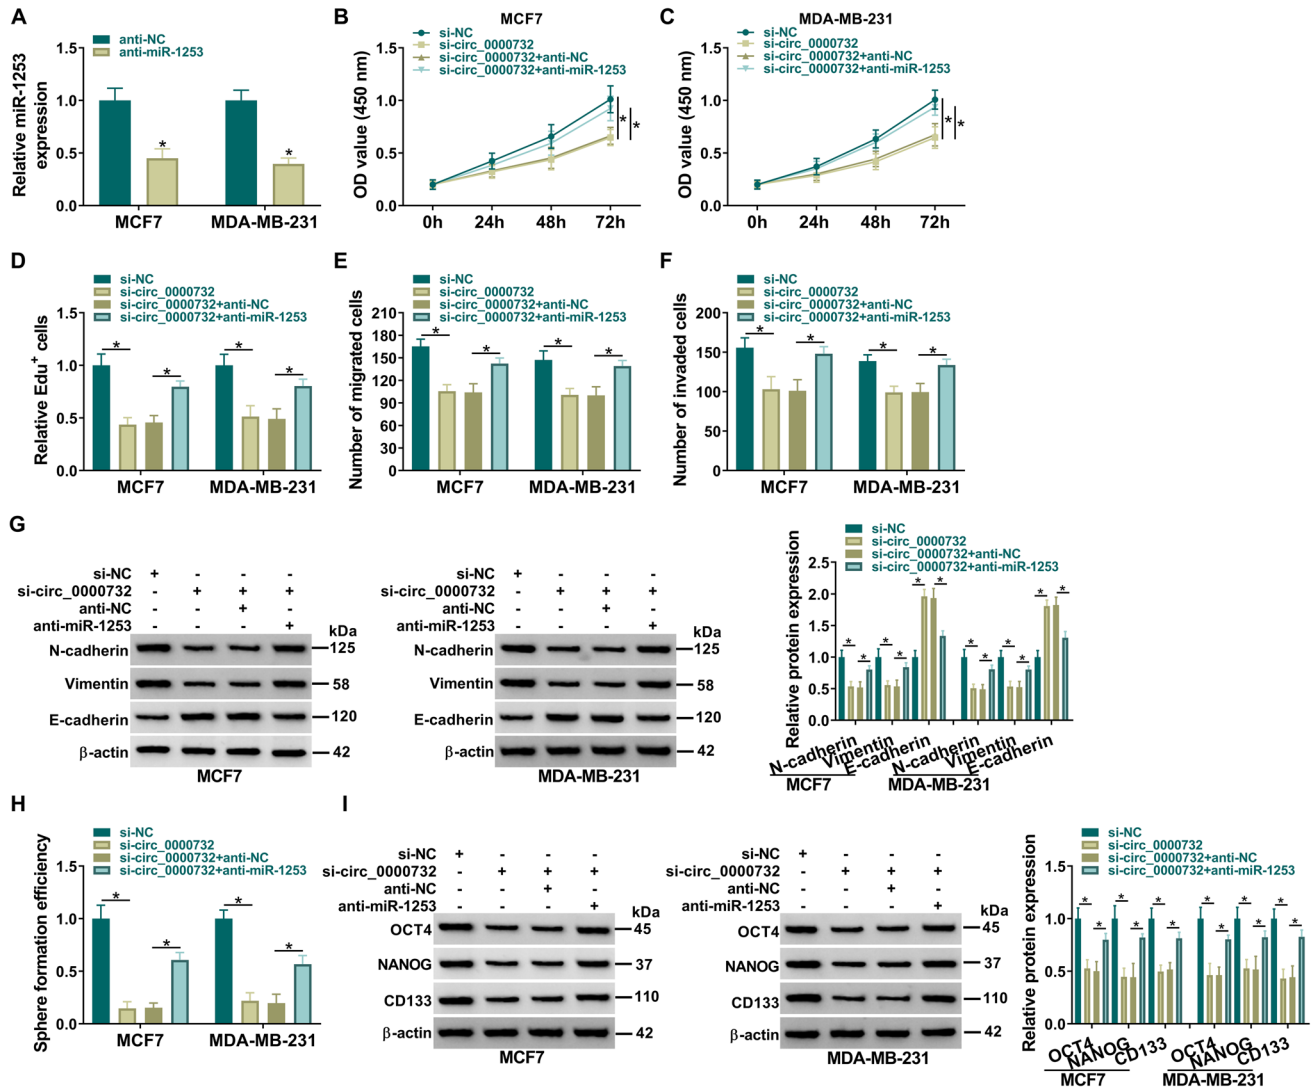 A
anti-NC
anti-miR-1253
Relative miR-1253
expression
1.5
1.0
0.5
0.0
*
*
MCF7
MDA-MB-231
B
MCF7
si-NC
si-circ_0000732
si-circ_0000732+anti-NC
si-circ_0000732+anti-miR-1253
OD value (450 nm)
1.5
1.0
0.5
0.0
*
*
0h
24h
48h
72h
C
MDA-MB-231
si-NC
si-circ_0000732
si-circ_0000732+anti-NC
si-circ_0000732+anti-miR-1253
OD value (450 nm)
1.5
1.0
0.5
0.0
*
*
0h
24h
48h
72h
D
si-NC
si-circ_0000732
si-circ_0000732+anti-NC
si-circ_0000732+anti-miR-1253
Relative Edu+ cells
1.5
1.0
0.5
0.0
*
*
*
*
MCF7
MDA-MB-231
E
si-NC
si-circ_0000732
si-circ_0000732+anti-NC
si-circ_0000732+anti-miR-1253
Number of migrated cells
210
180
150
120
90
60
30
0
*
*
*
*
MCF7
MDA-MB-231
F
si-NC
si-circ_0000732
si-circ_0000732+anti-NC
si-circ_0000732+anti-miR-1253
Number of invaded cells
200
150
100
50
0
*
*
*
*
MCF7
MDA-MB-231
G
si-NC + - - -
si-circ_0000732 - + + +
anti-NC - - + -
anti-miR-1253 - - - +
kDa
N-cadherin 125
Vimentin 58
E-cadherin 120
β-actin 42
MCF7
si-NC + - - -
si-circ_0000732 - + + +
anti-NC - - + -
anti-miR-1253 - - - +
kDa
N-cadherin 125
Vimentin 58
E-cadherin 120
β-actin 42
MDA-MB-231
si-NC
si-circ_0000732
si-circ_0000732+anti-NC
si-circ_0000732+anti-miR-1253
Relative protein expression
2.5
2.0
1.5
1.0
0.5
0.0
* * * * * * * * * * * *
N-cadherin
Vimentin
E-cadherin
N-cadherin
Vimentin
E-cadherin
MCF7
MDA-MB-231
H
si-NC
si-circ_0000732
si-circ_0000732+anti-NC
si-circ_0000732+anti-miR-1253
Sphere formation efficiency
1.5
1.0
0.5
0.0
*
*
*
*
MCF7
MDA-MB-231
I
si-NC + - - -
si-circ_0000732 - + + +
anti-NC - - + -
anti-miR-1253 - - - +
kDa
OCT4 45
NANOG 37
CD133 110
β-actin 42
MCF7
si-NC + - - -
si-circ_0000732 - + + +
anti-NC - - + -
anti-miR-1253 - - - +
kDa
OCT4 45
NANOG 37
CD133 110
β-actin 42
MDA-MB-231
si-NC
si-circ_0000732
si-circ_0000732+anti-NC
si-circ_0000732+anti-miR-1253
Relative protein expression
1.5
1.0
0.5
0.0
* * * * * * * * * * * *
OCT4
NANOG
CD133
OCT4
NANOG
CD133
MCF7
MDA-MB-231